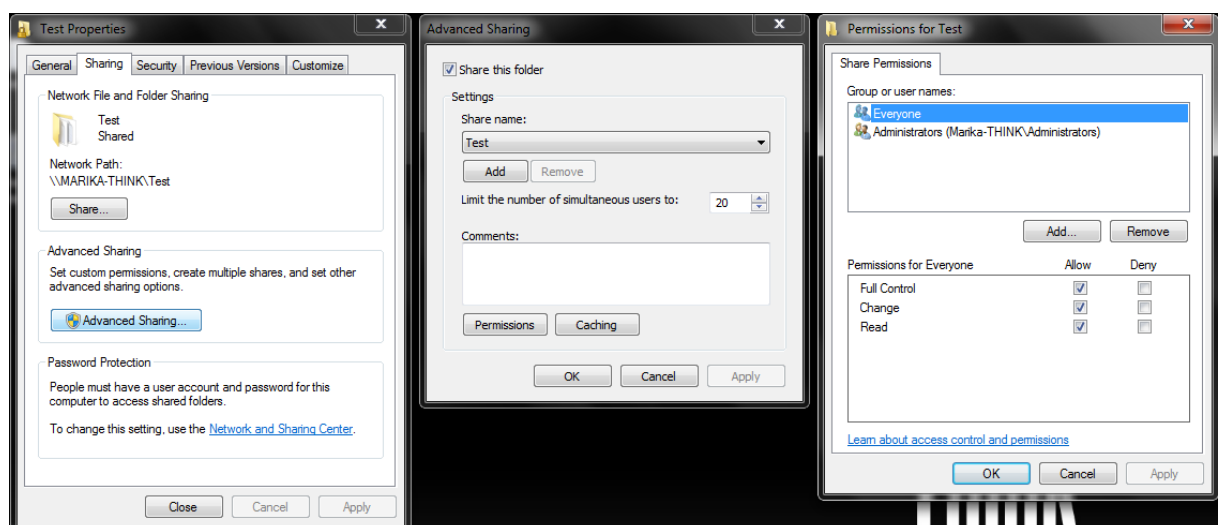 Test Properties
General Sharing Security Previous Versions Customize
Network File and Folder Sharing
Test
Shared
Network Path:
\\MARIKA-THINK\Test
Share...
Advanced Sharing
Set custom permissions, create multiple shares, and set other
advanced sharing options.
Advanced Sharing...
Password Protection
People must have a user account and password for this
computer to access shared folders.
To change this setting, use the Network and Sharing Center.
Close Cancel Apply
Advanced Sharing
Share this folder
Settings
Share name:
Test
Add Remove
Limit the number of simultaneous users to: 20
Comments:
Permissions Caching
OK Cancel Apply
Permissions for Test
Share Permissions
Group or user names:
Everyone
Administrators (Marika-THINK\Administrators)
Add... Remove
Permissions for Everyone Allow Deny
Full Control
Change
Read
Learn about access control and permissions
OK Cancel Apply